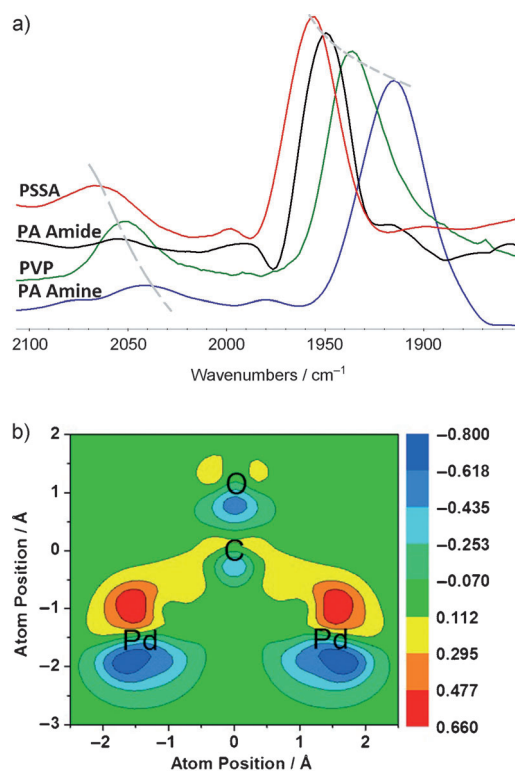 a)
PSSA
PA Amide
PVP
PA Amine
2100 2050 2000 1950 1900
Wavenumbers / cm⁻¹
b)
2
1
0
−1
−2
−3
Atom Position / Å
O
C
Pd Pd
−2 −1 0 1 2
Atom Position / Å
−0.800
−0.618
−0.435
−0.253
−0.070
0.112
0.295
0.477
0.660